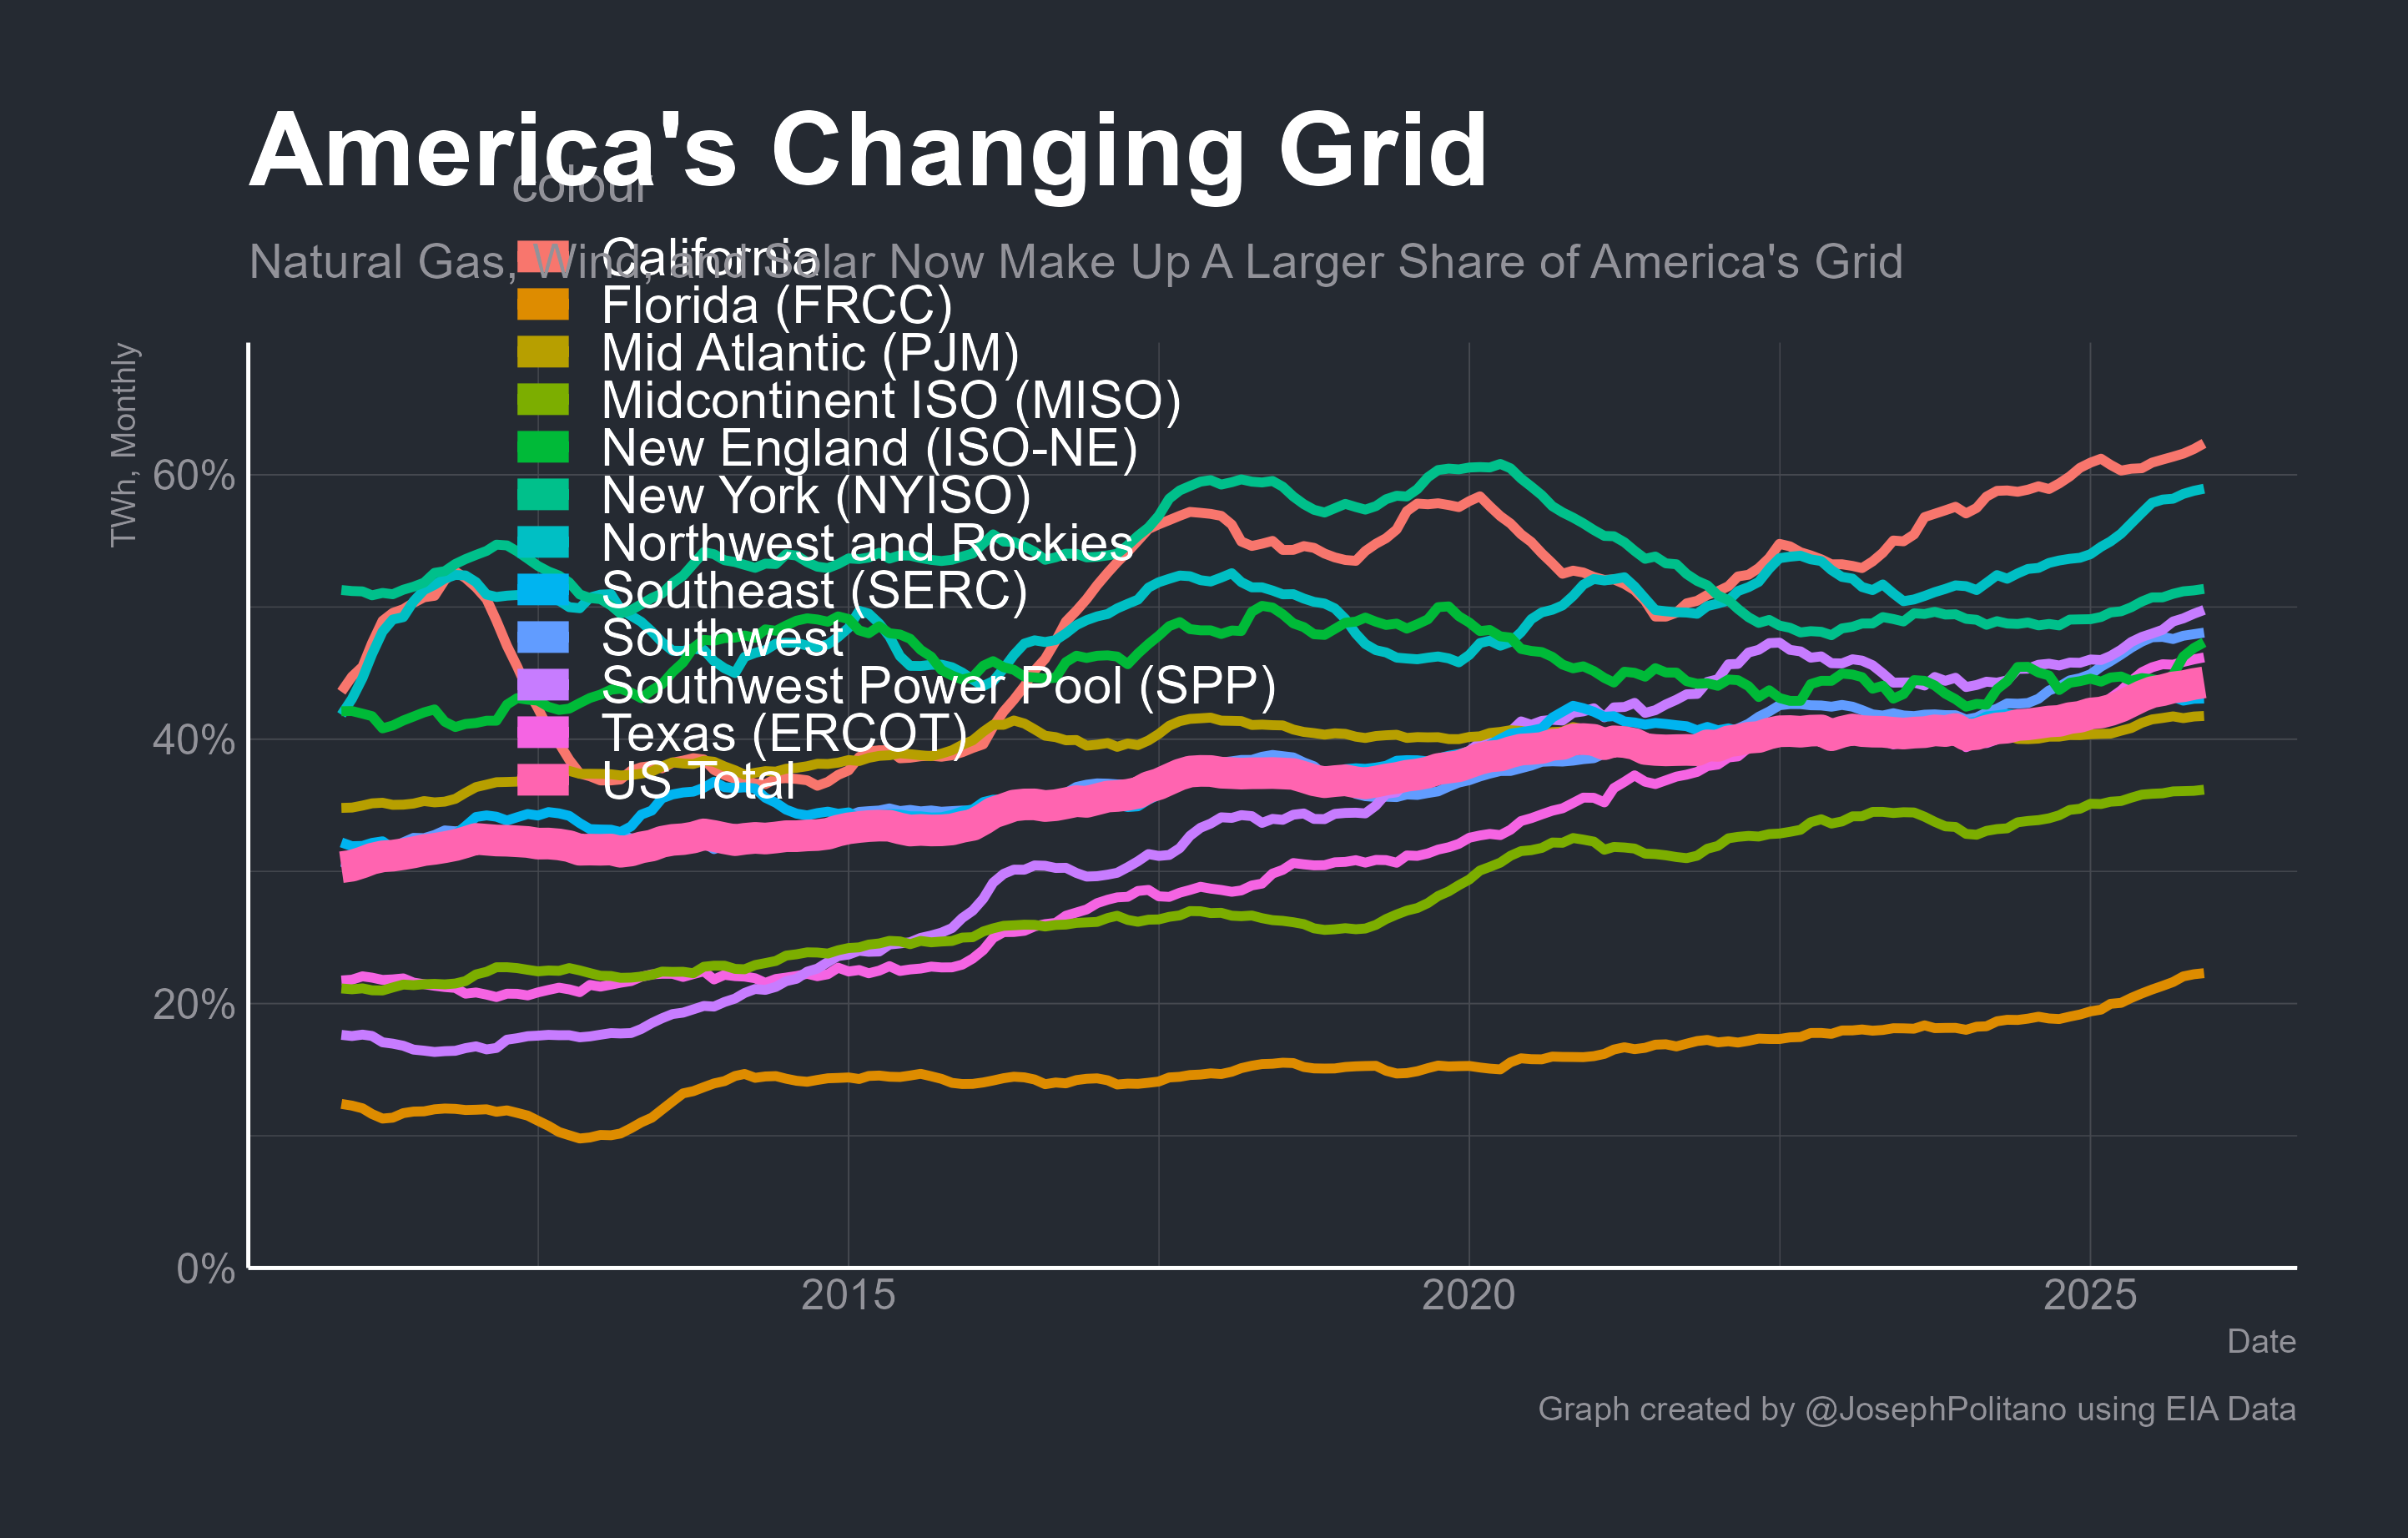 America's Changing Grid
colour
Natural Gas, Wind, and Solar Now Make Up A Larger Share of America's Grid
California
Florida (FRCC)
Mid Atlantic (PJM)
Midcontinent ISO (MISO)
New England (ISO-NE)
New York (NYISO)
Northwest and Rockies
Southeast (SERC)
Southwest
Southwest Power Pool (SPP)
Texas (ERCOT)
US Total
TWh, Monthly
60%
40%
20%
0%
2015 2020 2025
Date
Graph created by @JosephPolitano using EIA Data